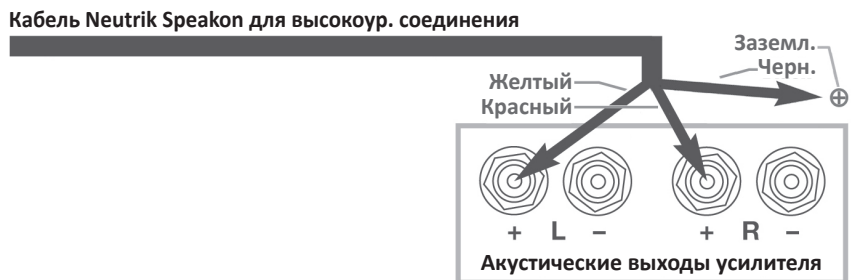 Кабель Neutrik Speakon для высокоур. соединения
Заземл.
Черн.
Желтый
Красный
+ L − + R −
Акустические выходы усилителя